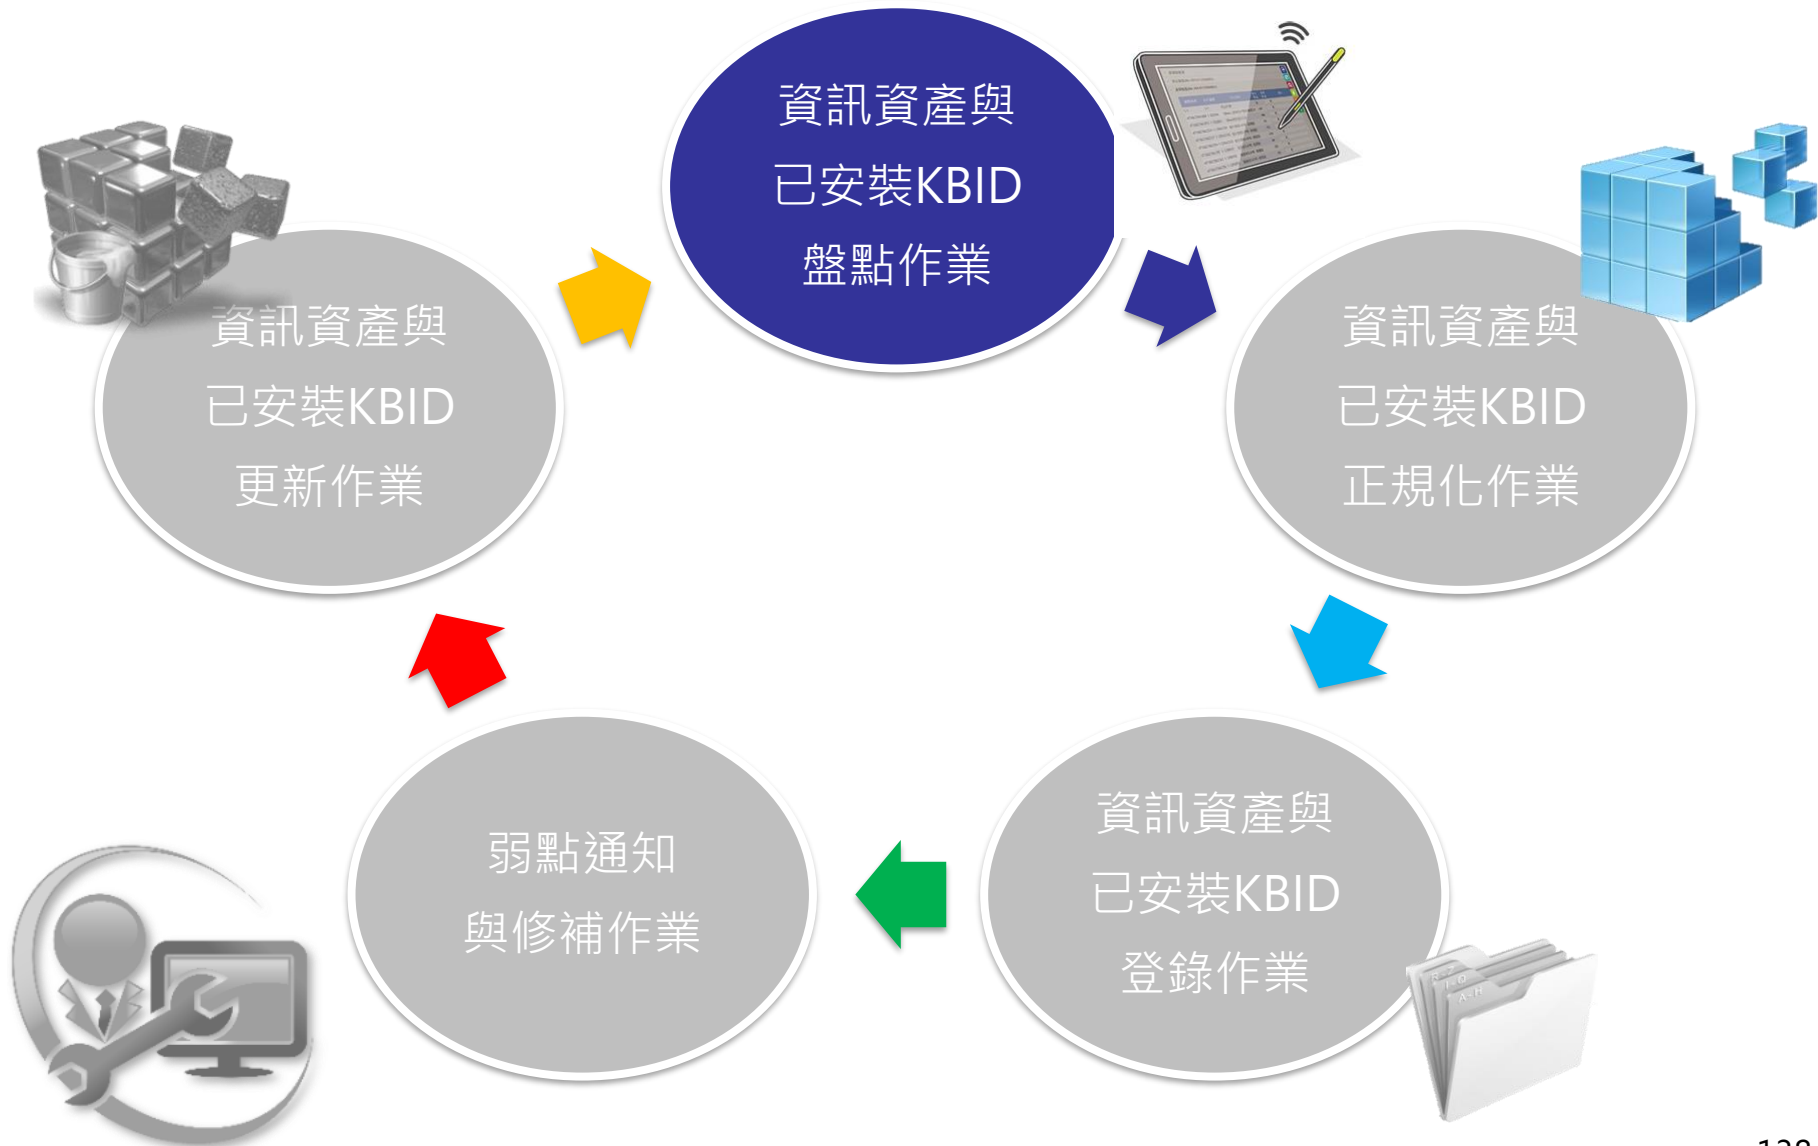 資訊資產與
已安裝KBID
盤點作業
資訊資產與
已安裝KBID
正規化作業
資訊資產與
已安裝KBID
登錄作業
R-Z
I-Q
A-H
弱點通知
與修補作業
資訊資產與
已安裝KBID
更新作業